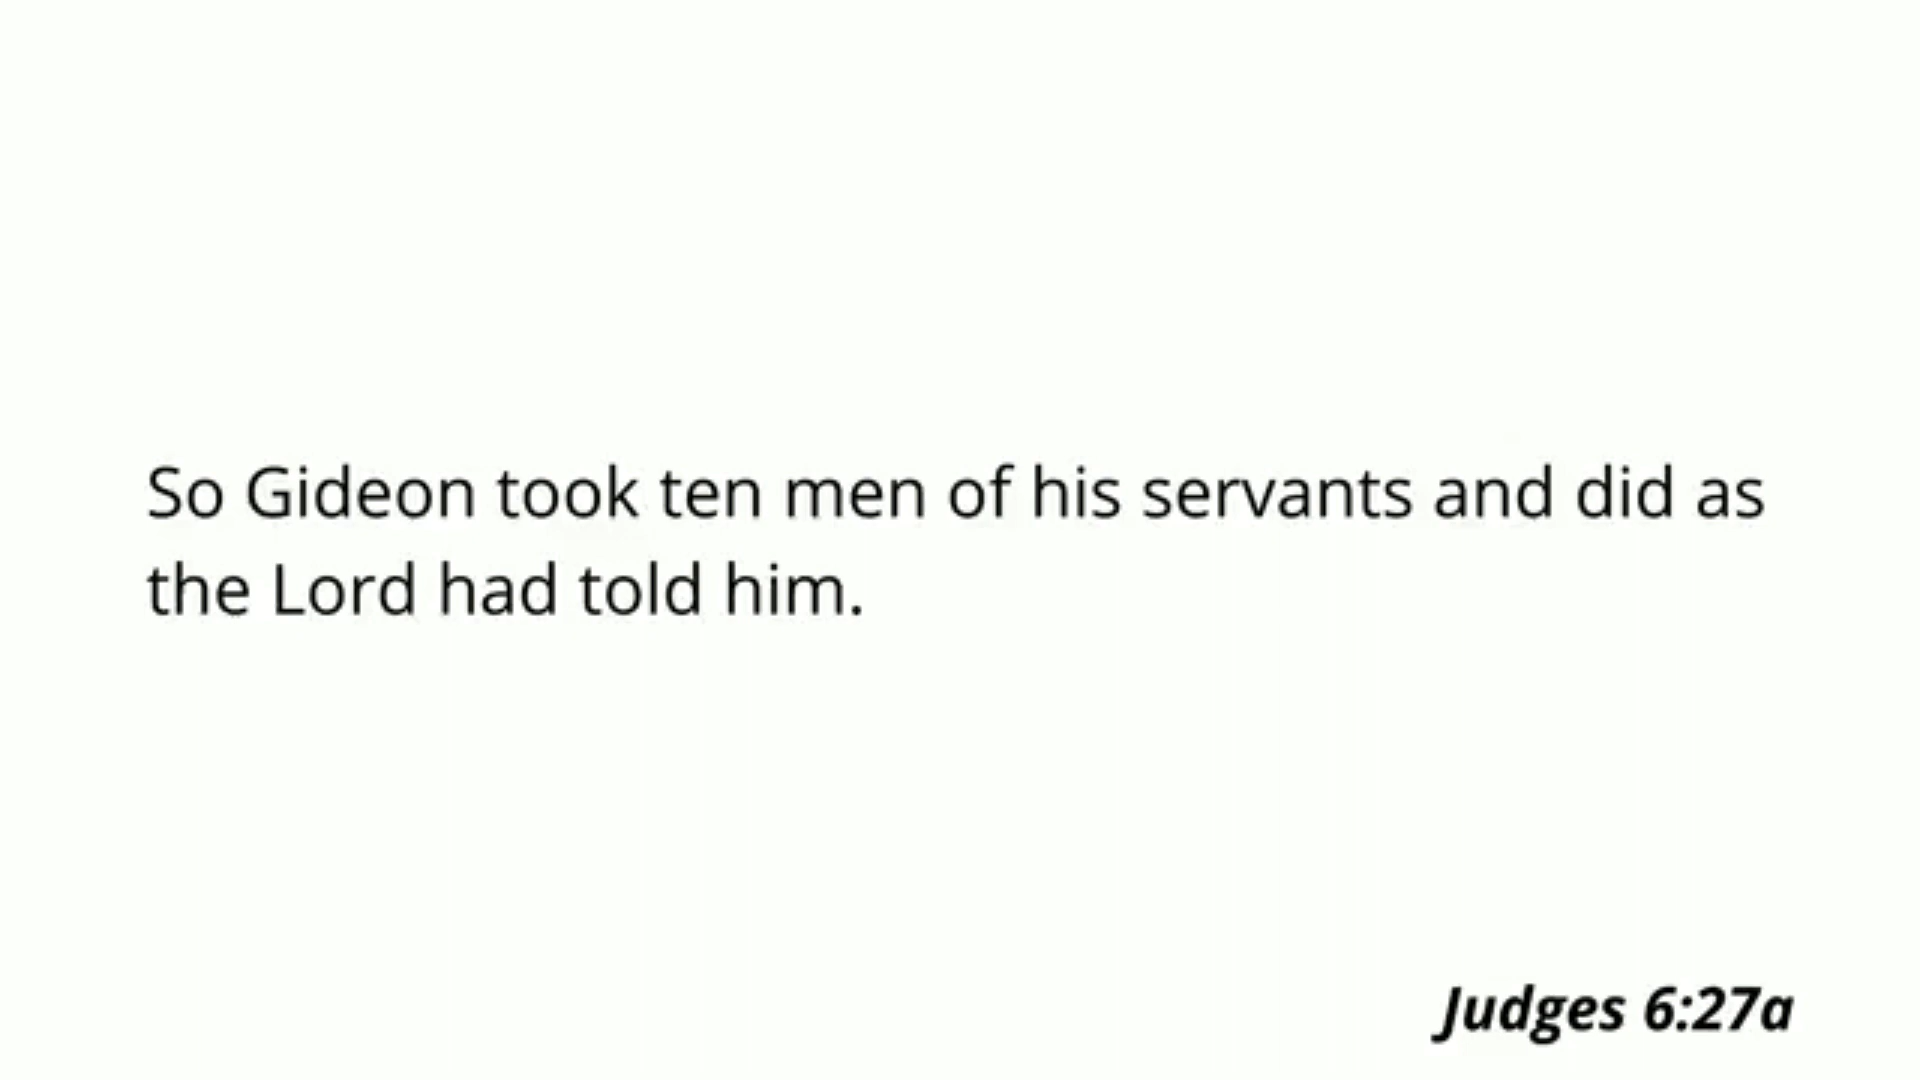 So Gideon took ten men of his servants and did as
the Lord had told him.
Judges 6:27a